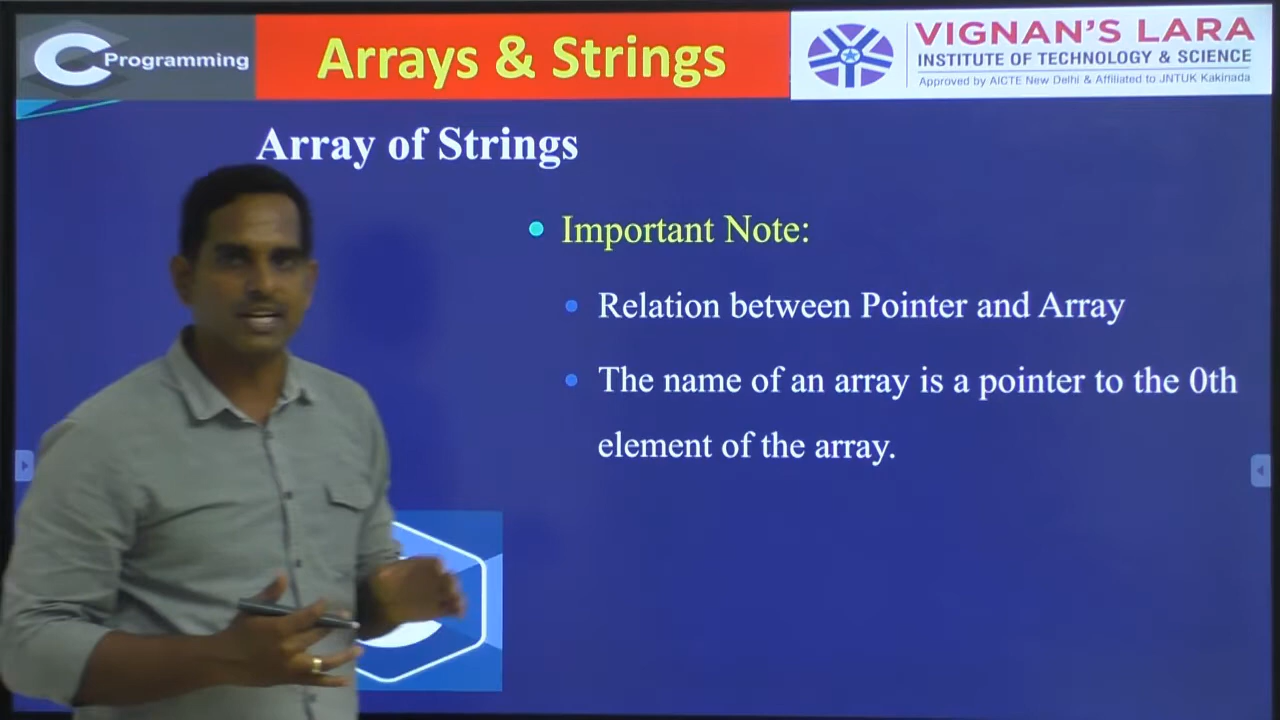 C Programming
Arrays & Strings
VIGNAN'S LARA
INSTITUTE OF TECHNOLOGY & SCIENCE
Approved by AICTE New Delhi & Affiliated to JNTUK Kakinada
Array of Strings
Important Note:
Relation between Pointer and Array
The name of an array is a pointer to the 0th
element of the array.